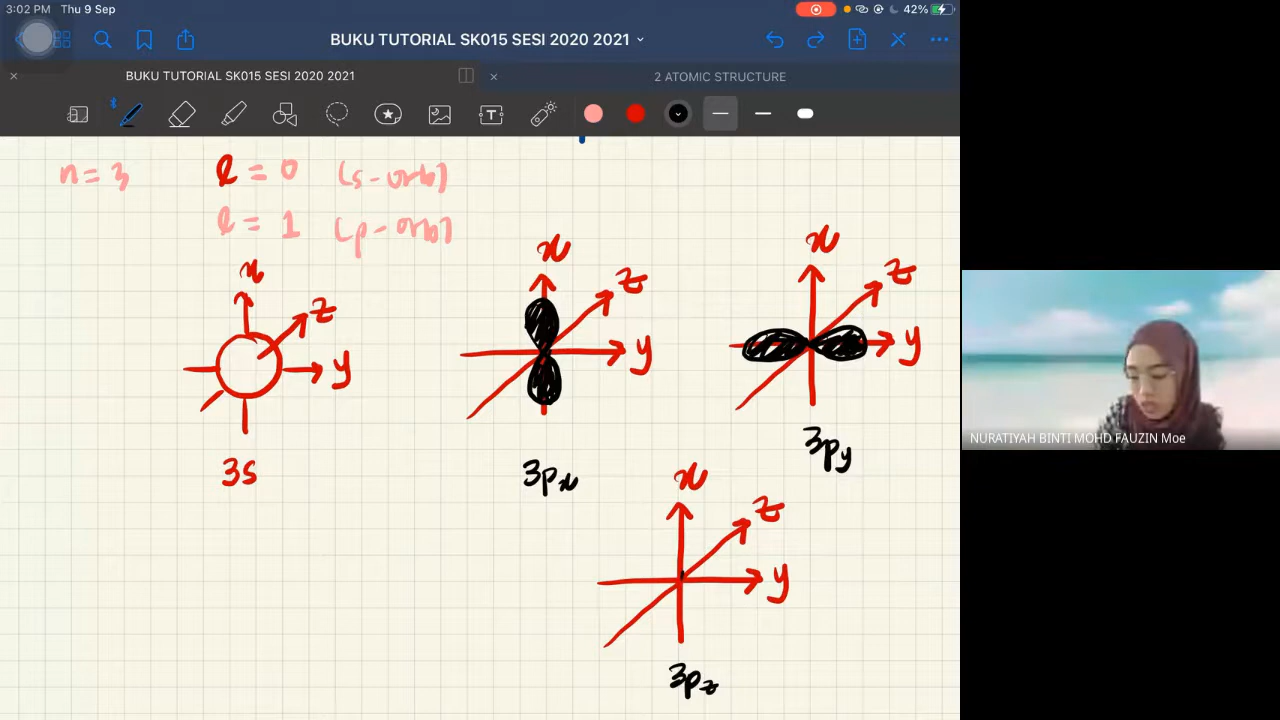 3:02 PM Thu 9 Sep
42%
BUKU TUTORIAL SK015 SESI 2020 2021
BUKU TUTORIAL SK015 SESI 2020 2021
2 ATOMIC STRUCTURE
T
n = 3 l = 0 (s-orb)
l = 1 (p-orb)
x
z
y
3s
x
z
y
3px
x
z
y
3py
x
z
y
3pz
NURATIYAH BINTI MOHD FAUZIN Moe